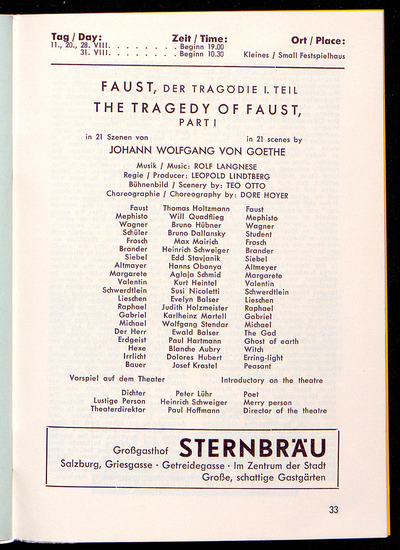 Tag / Day: Zeit / Time: Ort / Place:
11., 20., 28. VIII. . . . . . . . Beginn 19.00 Kleines / Small Festspielhaus
31. VIII. . . . . . . . Beginn 10.30
FAUST, DER TRAGÖDIE I. TEIL
THE TRAGEDY OF FAUST,
PART I
in 21 Szenen von in 21 scenes by
JOHANN WOLFGANG VON GOETHE
Musik / Music: ROLF LANGNESE
Regie / Producer: LEOPOLD LINDTBERG
Bühnenbild / Scenery by: TEO OTTO
Choreographie / Choregraphy by: DORE HOYER
Faust Thomas Holtzmann Faust
Mephisto Will Quadflieg Mephisto
Wagner Bruno Hübner Wagner
Schüler Bruno Dallansky Student
Frosch Max Mairich Frosch
Brander Heinrich Schweiger Brander
Siebel Edd Stavjanik Siebel
Altmayer Hanns Obonya Altmeyer
Margarete Aglaja Schmid Margarete
Valentin Kurt Heintel Valentin
Schwerdtlein Susi Nicoletti Schwerdtlein
Lieschen Evelyn Balser Lieschen
Raphael Judith Holzmeister Raphael
Gabriel Karlheinz Martell Gabriel
Michael Wolfgang Stendar Michael
Der Herr Ewald Balser The God
Erdgeist Paul Hartmann Ghost of earth
Hexe Blanche Aubry Witch
Irrlicht Dolores Hubert Erring-light
Bauer Josef Krastel Peasant
Vorspiel auf dem Theater Introductory on the theatre
Dichter Peter Lühr Poet
Lustige Person Heinrich Schweiger Merry person
Theaterdirektor Paul Hoffmann Director of the theatre
Großgasthof STERNBRÄU
Salzburg, Griesgasse · Getreidegasse · Im Zentrum der Stadt
Große, schattige Gastgärten
33